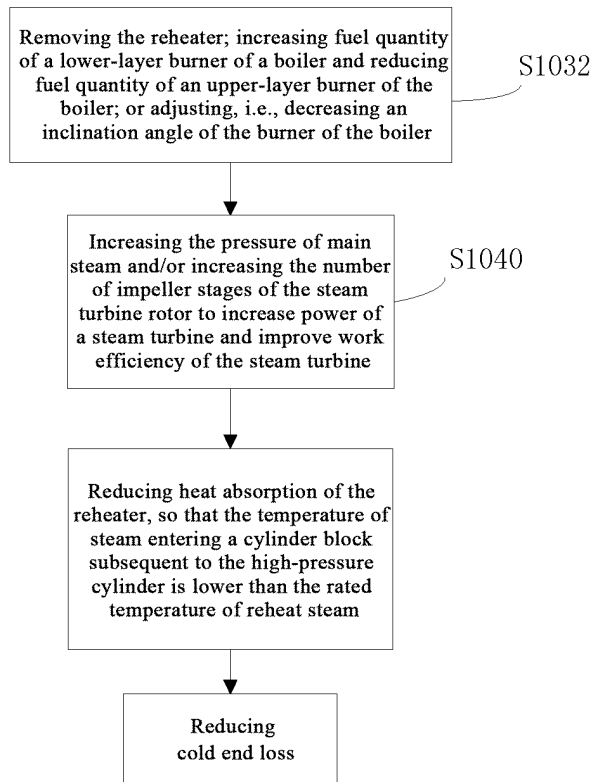 Removing the reheater; increasing fuel quantity
of a lower-layer burner of a boiler and reducing
fuel quantity of an upper-layer burner of the
boiler; or adjusting, i.e., decreasing an
inclination angle of the burner of the boiler
S1032
Increasing the pressure of main
steam and/or increasing the number
of impeller stages of the steam
turbine rotor to increase power of
a steam turbine and improve work
efficiency of the steam turbine
S1040
Reducing heat absorption of the
reheater, so that the temperature of
steam entering a cylinder block
subsequent to the high-pressure
cylinder is lower than the rated
temperature of reheat steam
Reducing
cold end loss